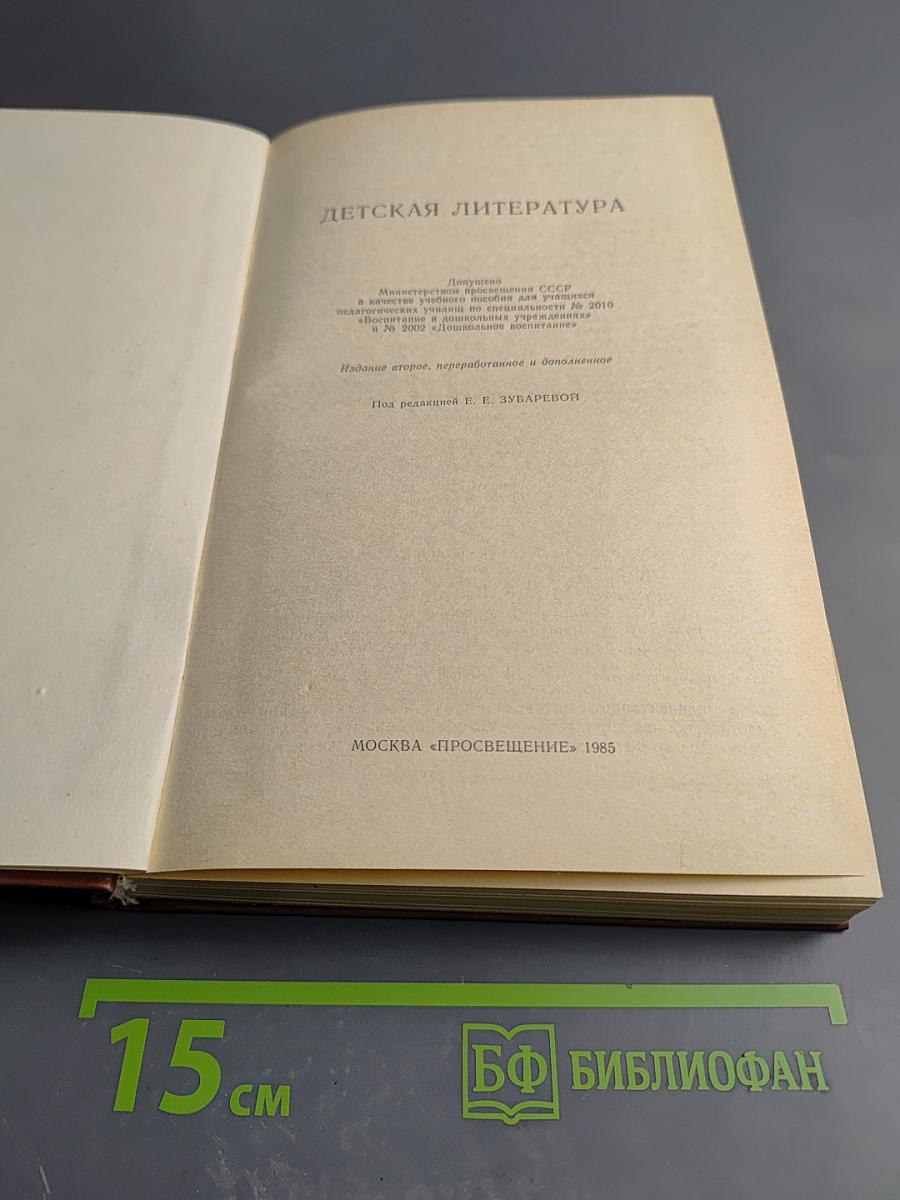 ДЕТСКАЯ ЛИТЕРАТУРА
Допущено
Министерством просвещения СССР
в качестве учебного пособия для учащихся
педагогических училищ по специальности № 2010
«Воспитание в дошкольных учреждениях»
и № 2002 «Дошкольное воспитание»
Издание второе, переработанное и дополненное
Под редакцией Е. Е. ЗУБАРЕВОЙ
МОСКВА «ПРОСВЕЩЕНИЕ» 1985
15 см
БФ БИБЛИОФАН